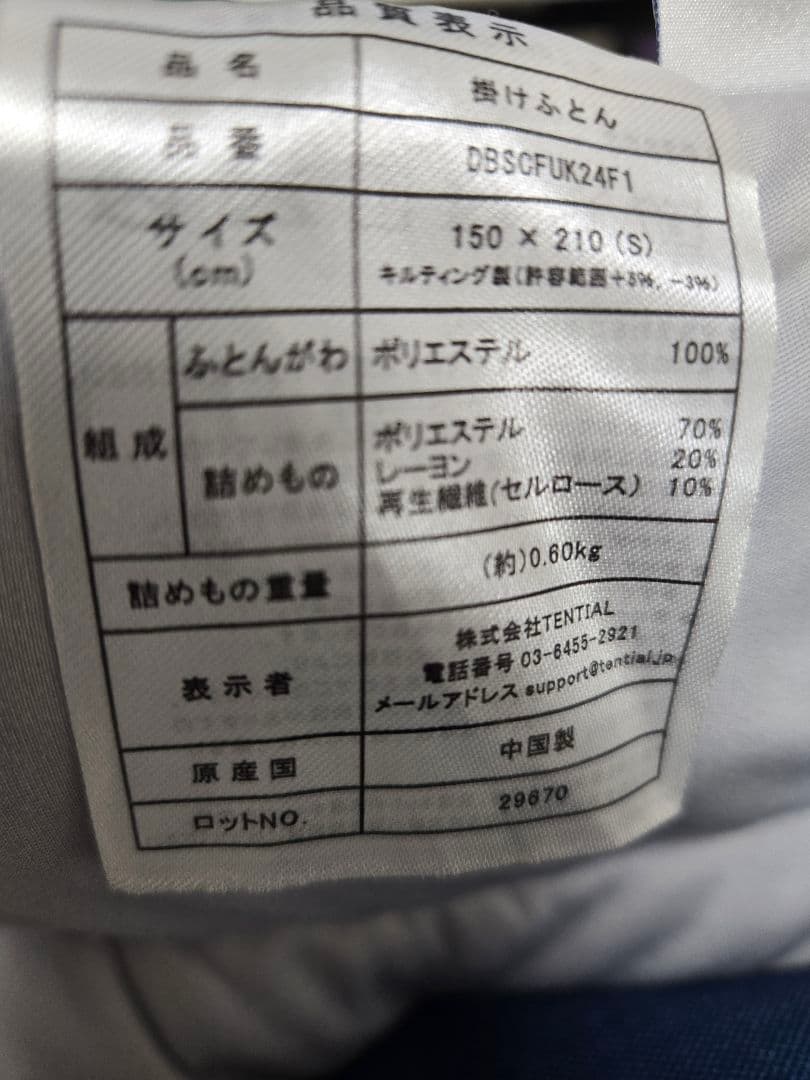 品質表示
品名 掛けふとん
品番 DBSCFUK24F1
サイズ(cm) 150 × 210 (S)
キルティング製(許容範囲+5%, -3%)
組成
ふとんがわ ポリエステル 100%
詰めもの
ポリエステル 70%
レーヨン 20%
再生繊維(セルロース) 10%
詰めもの重量 (約)0.60kg
表示者
株式会社TENTIAL
電話番号 03-6455-2921
メールアドレス support@tential.jp
原産国 中国製
ロットNO. 29670